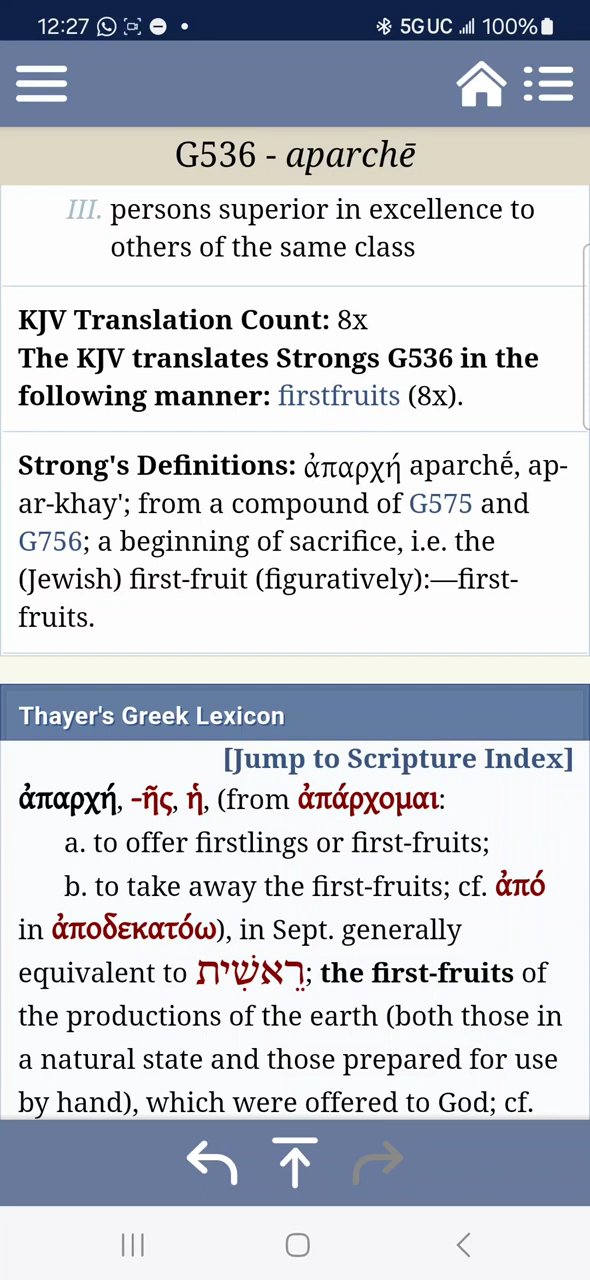 12:27 5G UC 100%
G536 - aparchē
III. persons superior in excellence to
others of the same class
KJV Translation Count: 8x
The KJV translates Strongs G536 in the
following manner: firstfruits (8x).
Strong's Definitions: ἀπαρχή aparchḗ, ap-
ar-khay'; from a compound of G575 and
G756; a beginning of sacrifice, i.e. the
(Jewish) first-fruit (figuratively):—first-
fruits.
Thayer's Greek Lexicon
[Jump to Scripture Index]
ἀπαρχή, -ῆς, ἡ, (from ἀπάρχομαι:
a. to offer firstlings or first-fruits;
b. to take away the first-fruits; cf. ἀπό
in ἀποδεκατόω), in Sept. generally
equivalent to רֵאשִׁית; the first-fruits of
the productions of the earth (both those in
a natural state and those prepared for use
by hand), which were offered to God; cf.